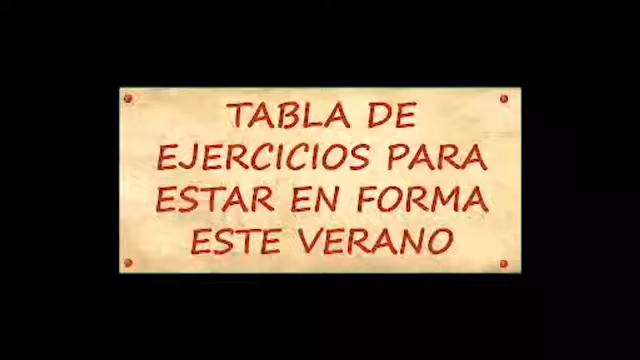 TABLA DE
EJERCICIOS PARA
ESTAR EN FORMA
ESTE VERANO